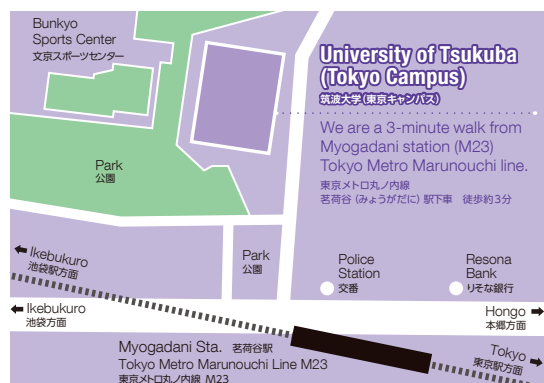 Bunkyo
Sports Center
文京スポーツセンター
University of Tsukuba
(Tokyo Campus)
筑波大学(東京キャンパス)
We are a 3-minute walk from
Myogadani station (M23)
Tokyo Metro Marunouchi line.
東京メトロ丸ノ内線
茗荷谷(みょうがだに)駅下車 徒歩約3分
Park
公園
Park
公園
Police
Station
交番
Resona
Bank
りそな銀行
Ikebukuro
池袋駅方面
Ikebukuro
池袋方面
Hongo
本郷方面
Tokyo
東京駅方面
Myogadani Sta. 茗荷谷駅
Tokyo Metro Marunouchi Line M23
東京メトロ丸ノ内線 M23